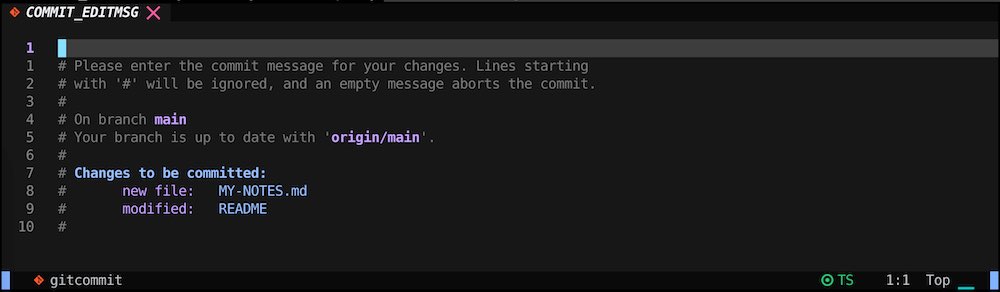 COMMIT_EDITMSG
1
1 # Please enter the commit message for your changes. Lines starting
2 # with '#' will be ignored, and an empty message aborts the commit.
3 #
4 # On branch main
5 # Your branch is up to date with 'origin/main'.
6 #
7 # Changes to be committed:
8 #       new file:   MY-NOTES.md
9 #       modified:   README
10 #
gitcommit TS 1:1 Top